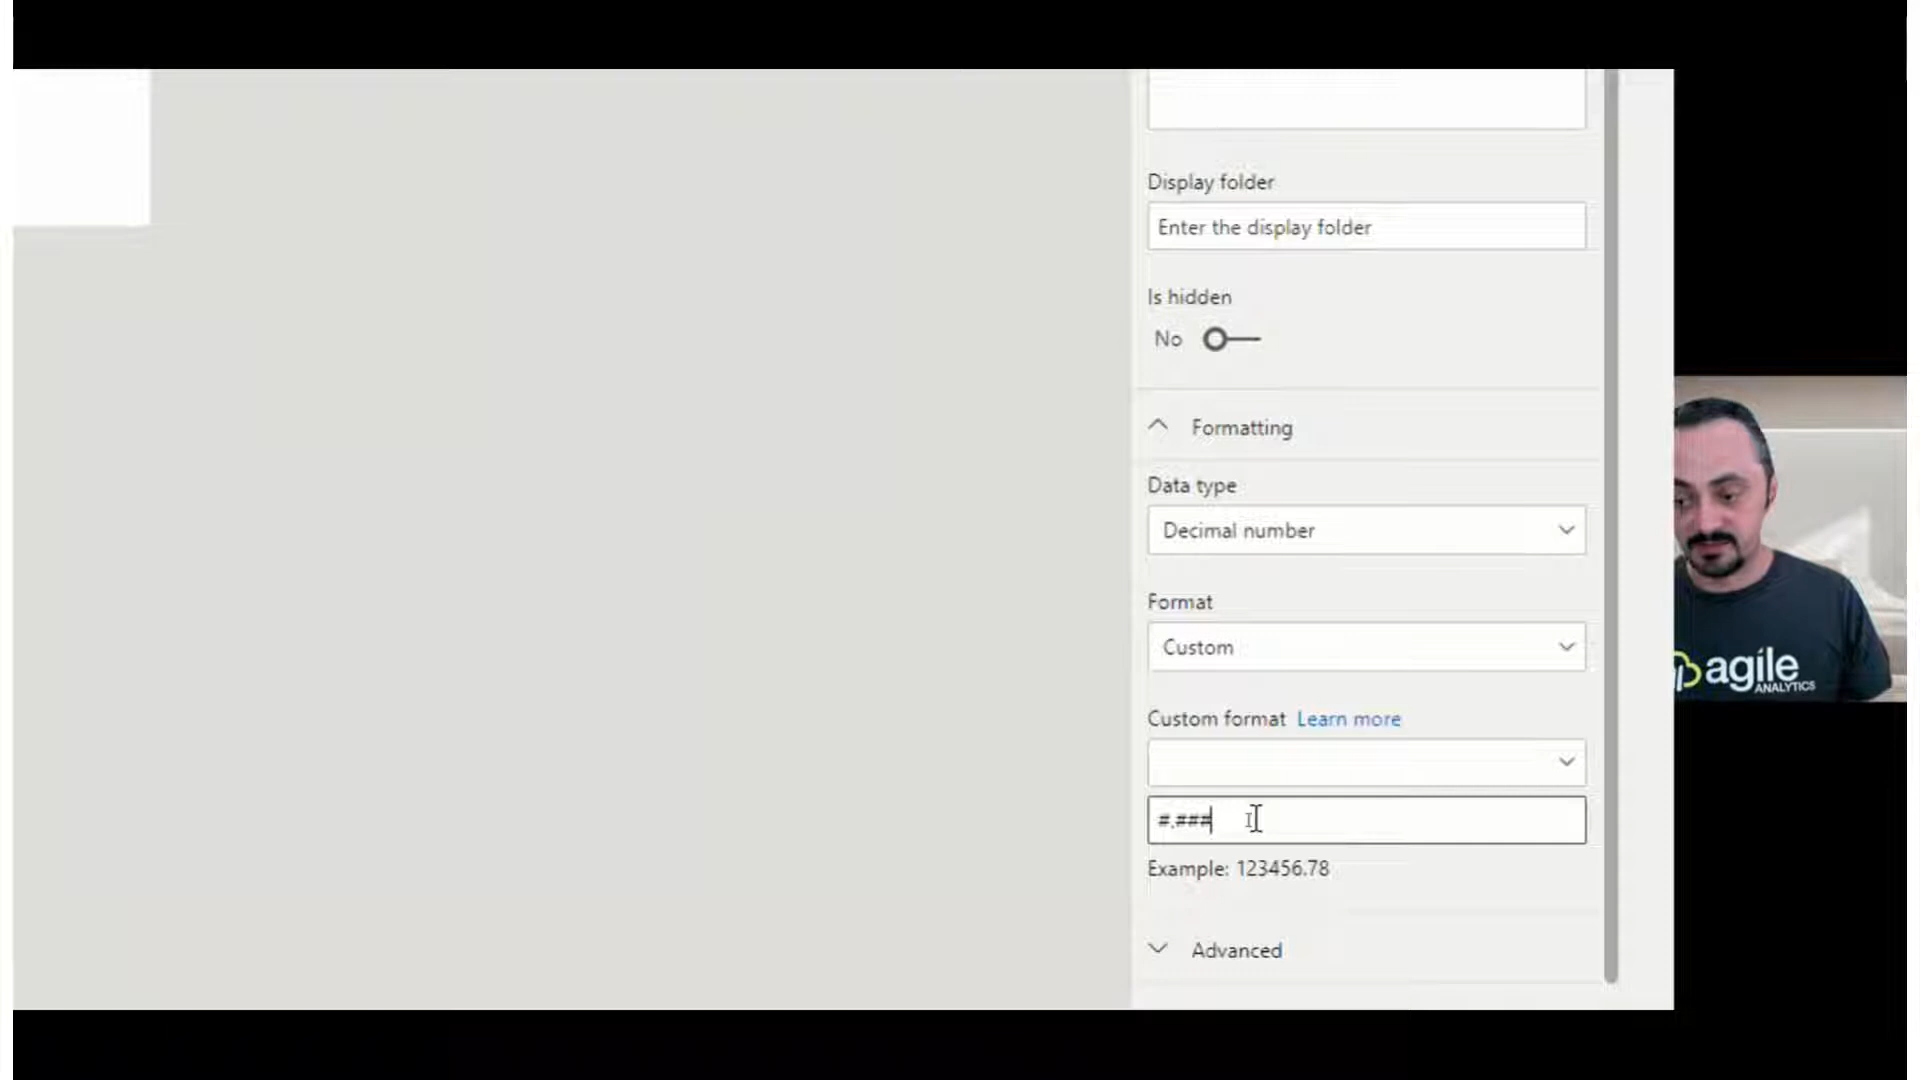 Display folder
Enter the display folder
Is hidden
No
Formatting
Data type
Decimal number
Format
Custom
Custom format Learn more
#.###
Example: 123456.78
Advanced
agile
ANALYTICS